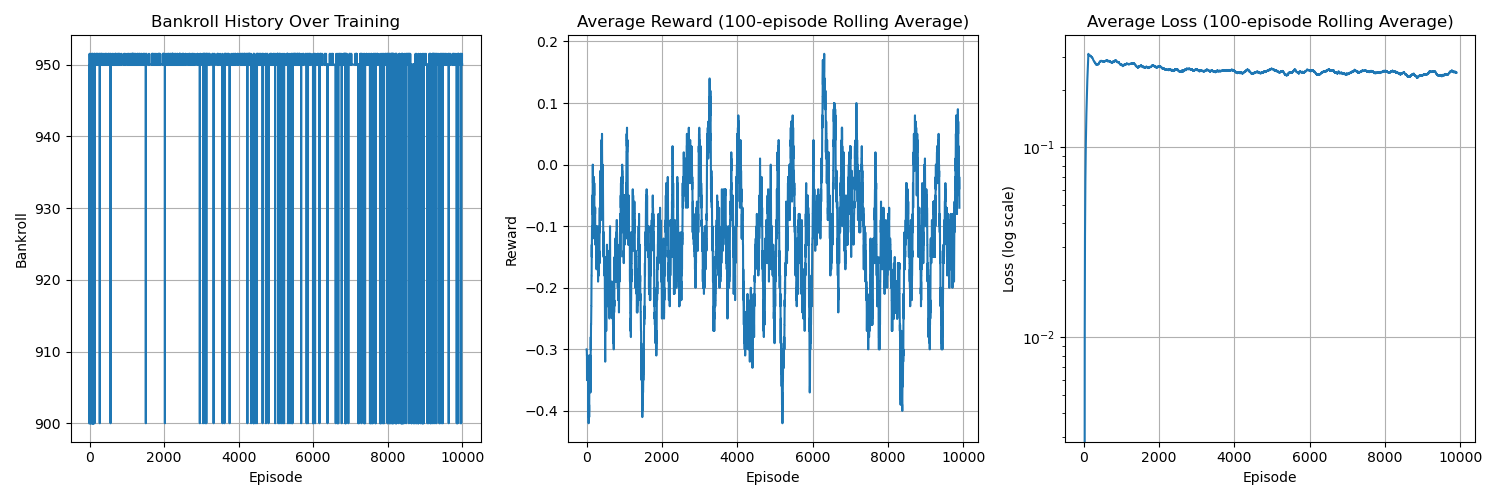 Bankroll History Over Training
Bankroll
950
940
930
920
910
900
0 2000 4000 6000 8000 10000
Episode
Average Reward (100-episode Rolling Average)
Reward
0.2
0.1
0.0
−0.1
−0.2
−0.3
−0.4
0 2000 4000 6000 8000 10000
Episode
Average Loss (100-episode Rolling Average)
Loss (log scale)
10⁻¹
10⁻²
0 2000 4000 6000 8000 10000
Episode